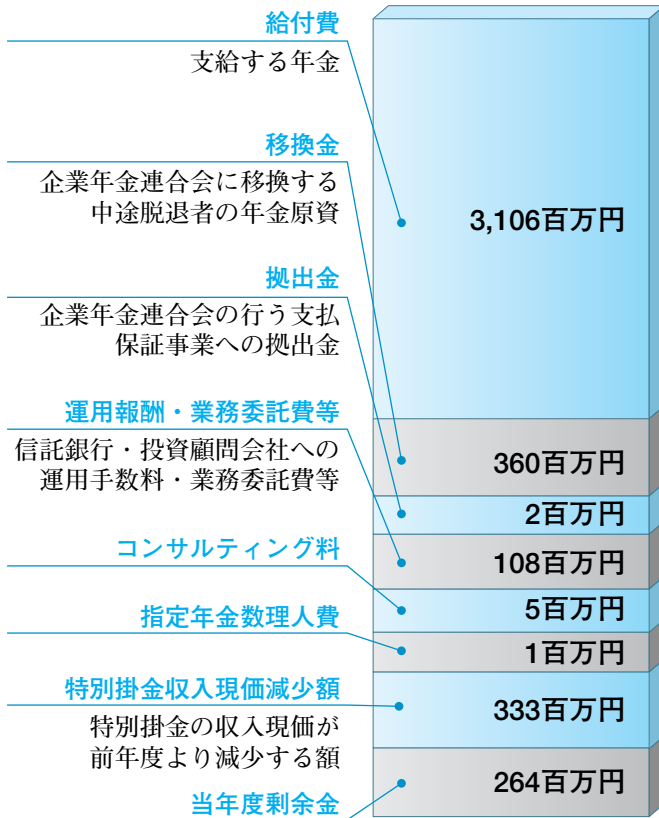 給付費
支給する年金
3,106百万円
移換金
企業年金連合会に移換する
中途脱退者の年金原資
360百万円
拠出金
企業年金連合会の行う支払
保証事業への拠出金
2百万円
運用報酬・業務委託費等
信託銀行・投資顧問会社への
運用手数料・業務委託費等
108百万円
コンサルティング料
5百万円
指定年金数理人費
1百万円
特別掛金収入現価減少額
特別掛金の収入現価が
前年度より減少する額
333百万円
当年度剰余金
264百万円